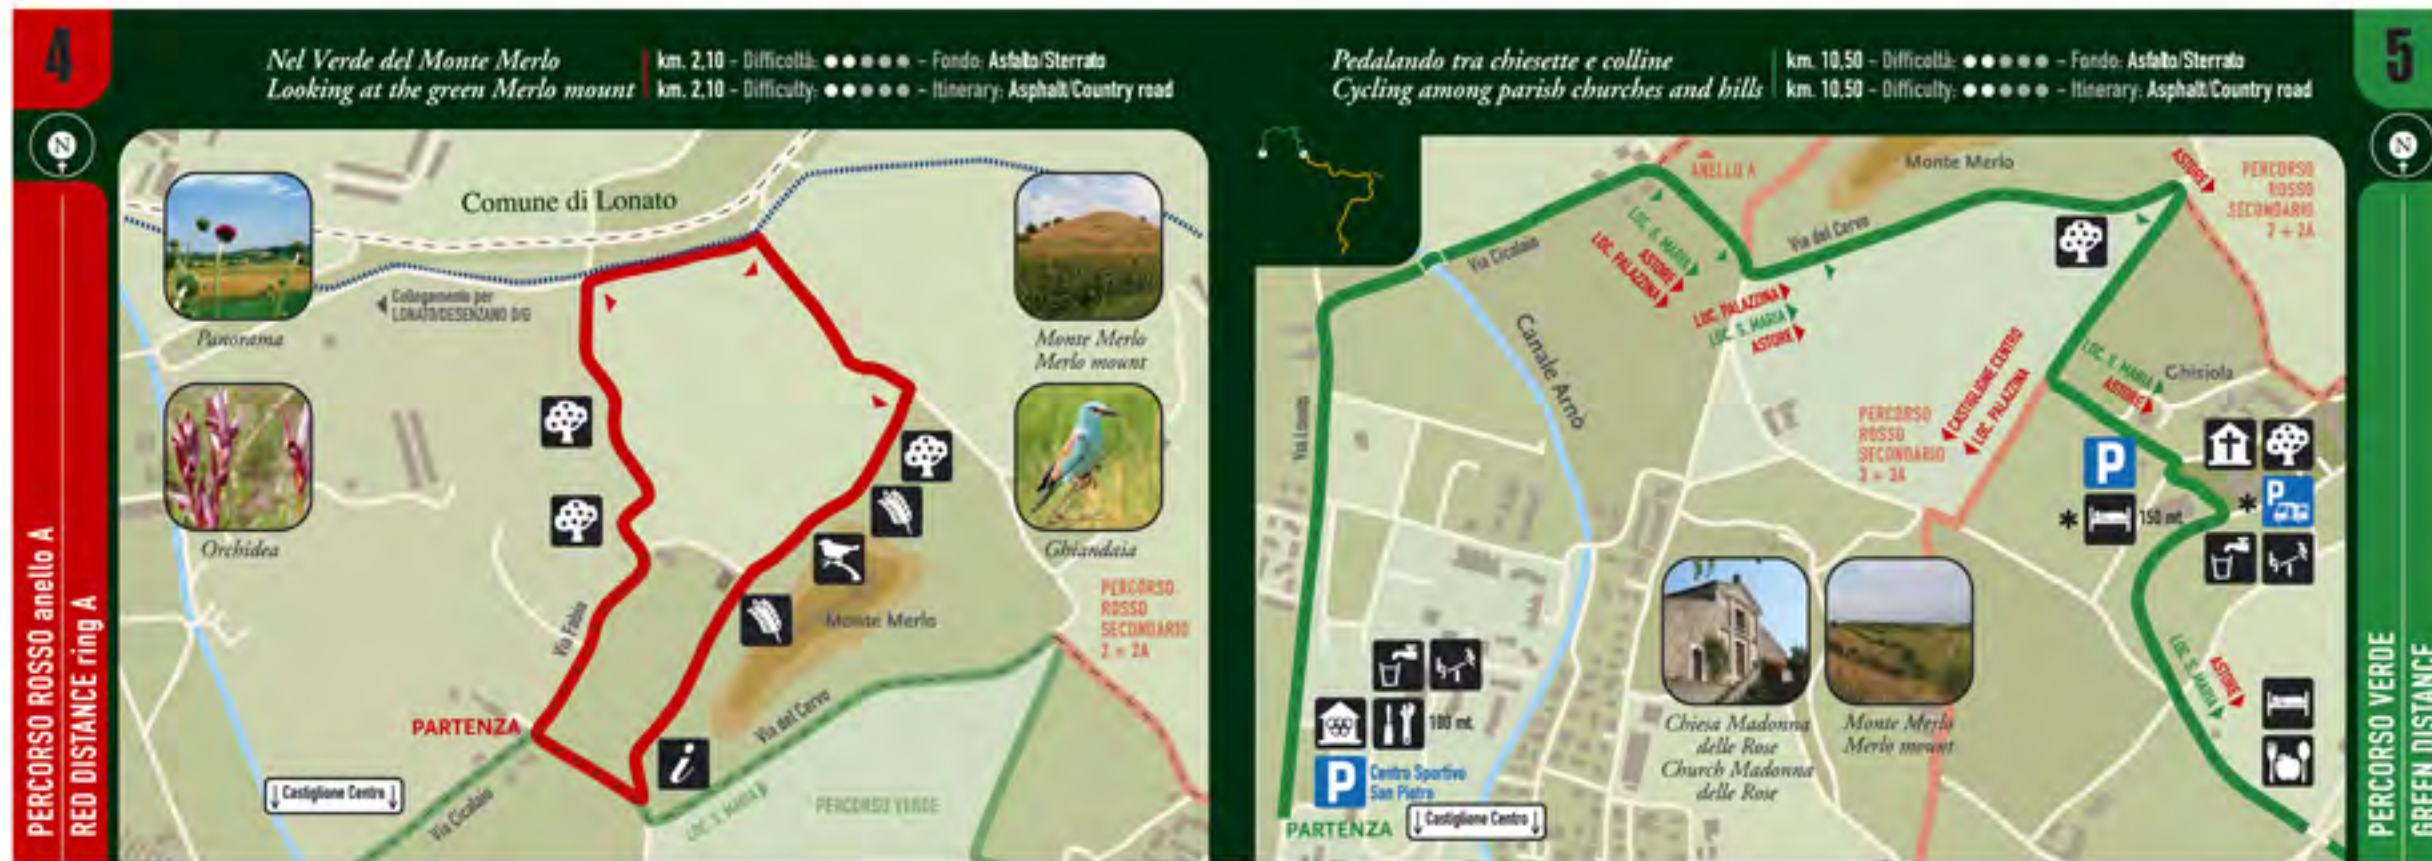 4
Nel Verde del Monte Merlo
Looking at the green Merlo mount
km. 2,10 - Difficoltà: ●●●●● - Fondo: Asfalto/Sterrato
km. 2,10 - Difficulty: ●●●●● - Itinerary: Asphalt/Country road
N
PERCORSO ROSSO anello A
RED DISTANCE ring A
Comune di Lonato
Panorama
Collegamento per
LONATO/DESENZANO D/G
Monte Merlo
Merlo mount
Orchidea
Ghiandaia
PERCORSO
ROSSO
SECONDARIO
2 + 2A
Monte Merlo
Via Fabio
PARTENZA
i
Via del Cervo
Castiglione Centro
Via Cicalaio
LOC. S. MARIA
PERCORSO VERDE
Pedalando tra chiesette e colline
Cycling among parish churches and hills
km. 10,50 - Difficoltà: ●●●●● - Fondo: Asfalto/Sterrato
km. 10,50 - Difficulty: ●●●●● - Itinerary: Asphalt/Country road
5
N
PERCORSO VERDE
GREEN DISTANCE
ANELLO A
Monte Merlo
ASTORE
PERCORSO
ROSSO
SECONDARIO
2 + 2A
Via Cicalaio
LOC. S. MARIA
ASTORE
LOC. PALAZZINA
Via del Cervo
LOC. PALAZZINA
LOC. S. MARIA
ASTORE
Canale Arnò
CASTIGLIONE CENTRO
LOC. PALAZZINA
LOC. S. MARIA
ASTORE
Ghisiola
PERCORSO
ROSSO
SECONDARIO
3 + 3A
P
* 150 mt.
* P
180 mt.
P
Centro Sportivo
San Pietro
Chiesa Madonna
delle Rose
Church Madonna
delle Rose
Monte Merlo
Merlo mount
LOC. S. MARIA
ASTORE
PARTENZA
Castiglione Centro